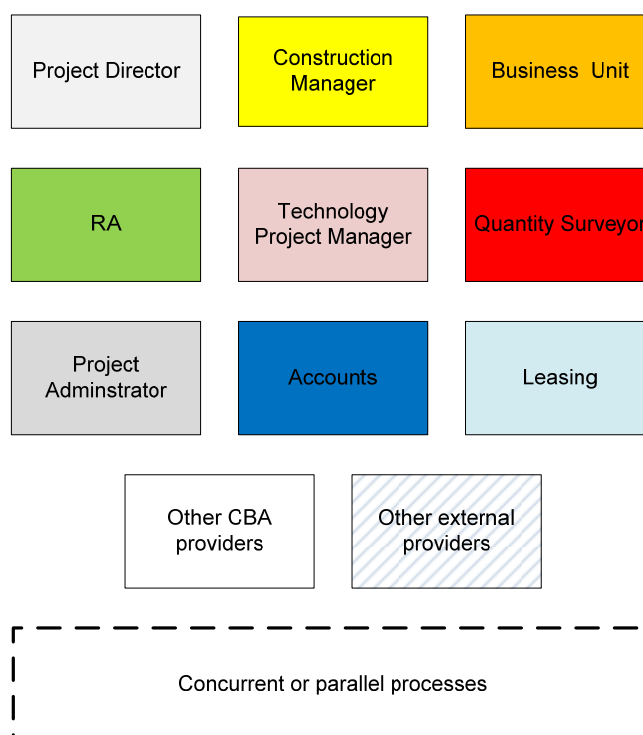 Project Director
Construction
Manager
Business Unit
RA
Technology
Project Manager
Quantity Surveyor
Project
Adminstrator
Accounts
Leasing
Other CBA
providers
Other external
providers
Concurrent or parallel processes